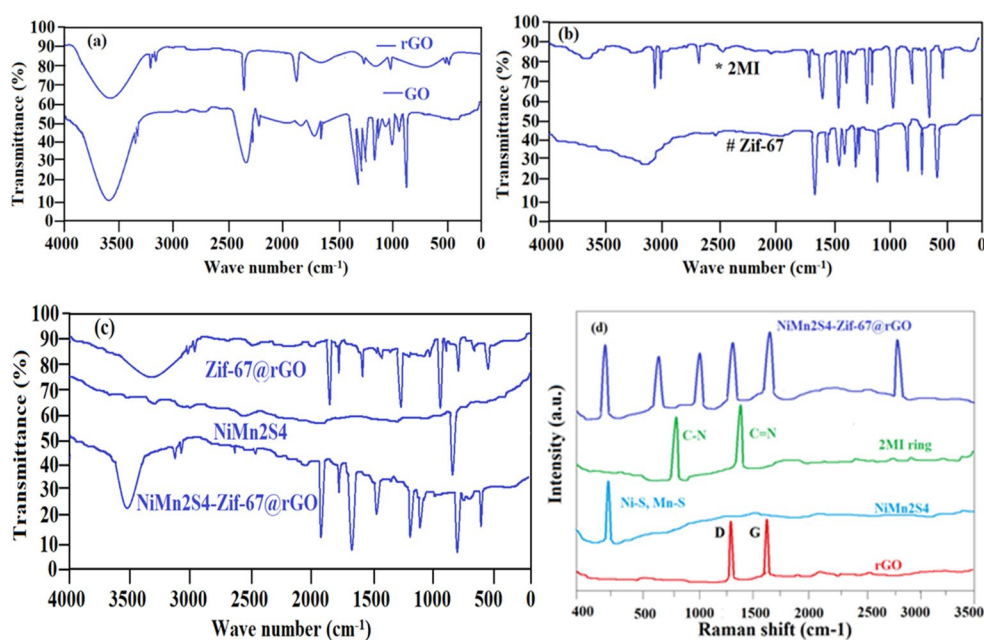 (a)
Transmittance (%)
100
90
80
70
60
50
40
30
20
10
0
rGO
GO
4000 3500 3000 2500 2000 1500 1000 500 0
Wave number (cm-1)
(b)
Transmittance (%)
100
90
80
70
60
50
40
30
20
10
0
* 2MI
# Zif-67
4000 3500 3000 2500 2000 1500 1000 500 0
Wave number (cm-1)
(c)
Transmittance (%)
100
90
80
70
60
50
40
30
20
10
0
Zif-67@rGO
NiMn2S4
NiMn2S4-Zif-67@rGO
4000 3500 3000 2500 2000 1500 1000 500 0
Wave number (cm-1)
(d)
Intensity (a.u.)
NiMn2S4-Zif-67@rGO
C-N C=N
2MI ring
Ni-S, Mn-S
NiMn2S4
D G
rGO
400 500 1000 1500 2000 2500 3000 3500
Raman shift (cm-1)